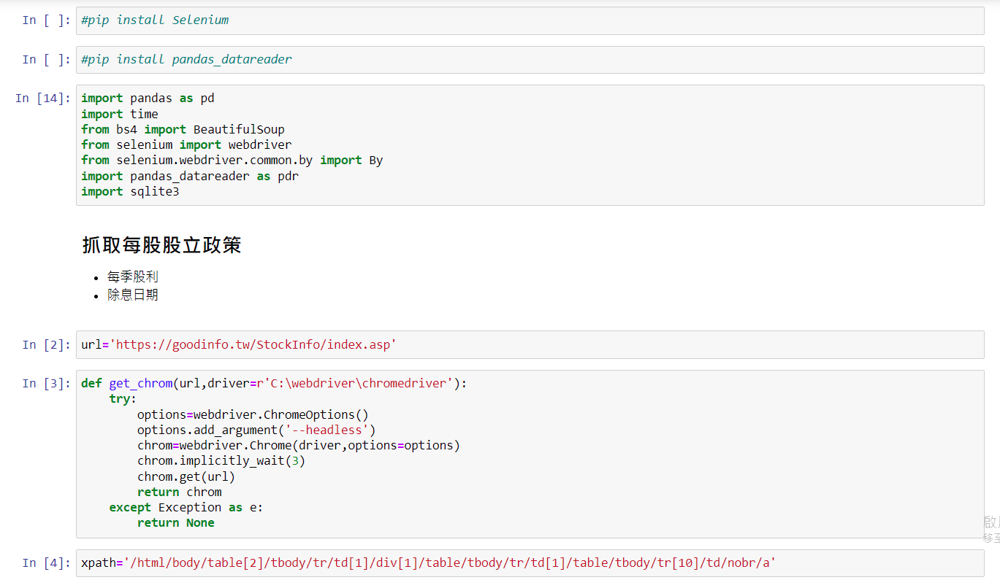 In [ ]: #pip install Selenium
In [ ]: #pip install pandas_datareader
In [14]: import pandas as pd
import time
from bs4 import BeautifulSoup
from selenium import webdriver
from selenium.webdriver.common.by import By
import pandas_datareader as pdr
import sqlite3
抓取每股股立政策
• 每季股利
• 除息日期
In [2]: url='https://goodinfo.tw/StockInfo/index.asp'
In [3]: def get_chrom(url,driver=r'C:\webdriver\chromedriver'):
    try:
        options=webdriver.ChromeOptions()
        options.add_argument('--headless')
        chrom=webdriver.Chrome(driver,options=options)
        chrom.implicitly_wait(3)
        chrom.get(url)
        return chrom
    except Exception as e:
        return None
In [4]: xpath='/html/body/table[2]/tbody/tr/td[1]/div[1]/table/tbody/tr/td[1]/table/tbody/tr[10]/td/nobr/a'
移至